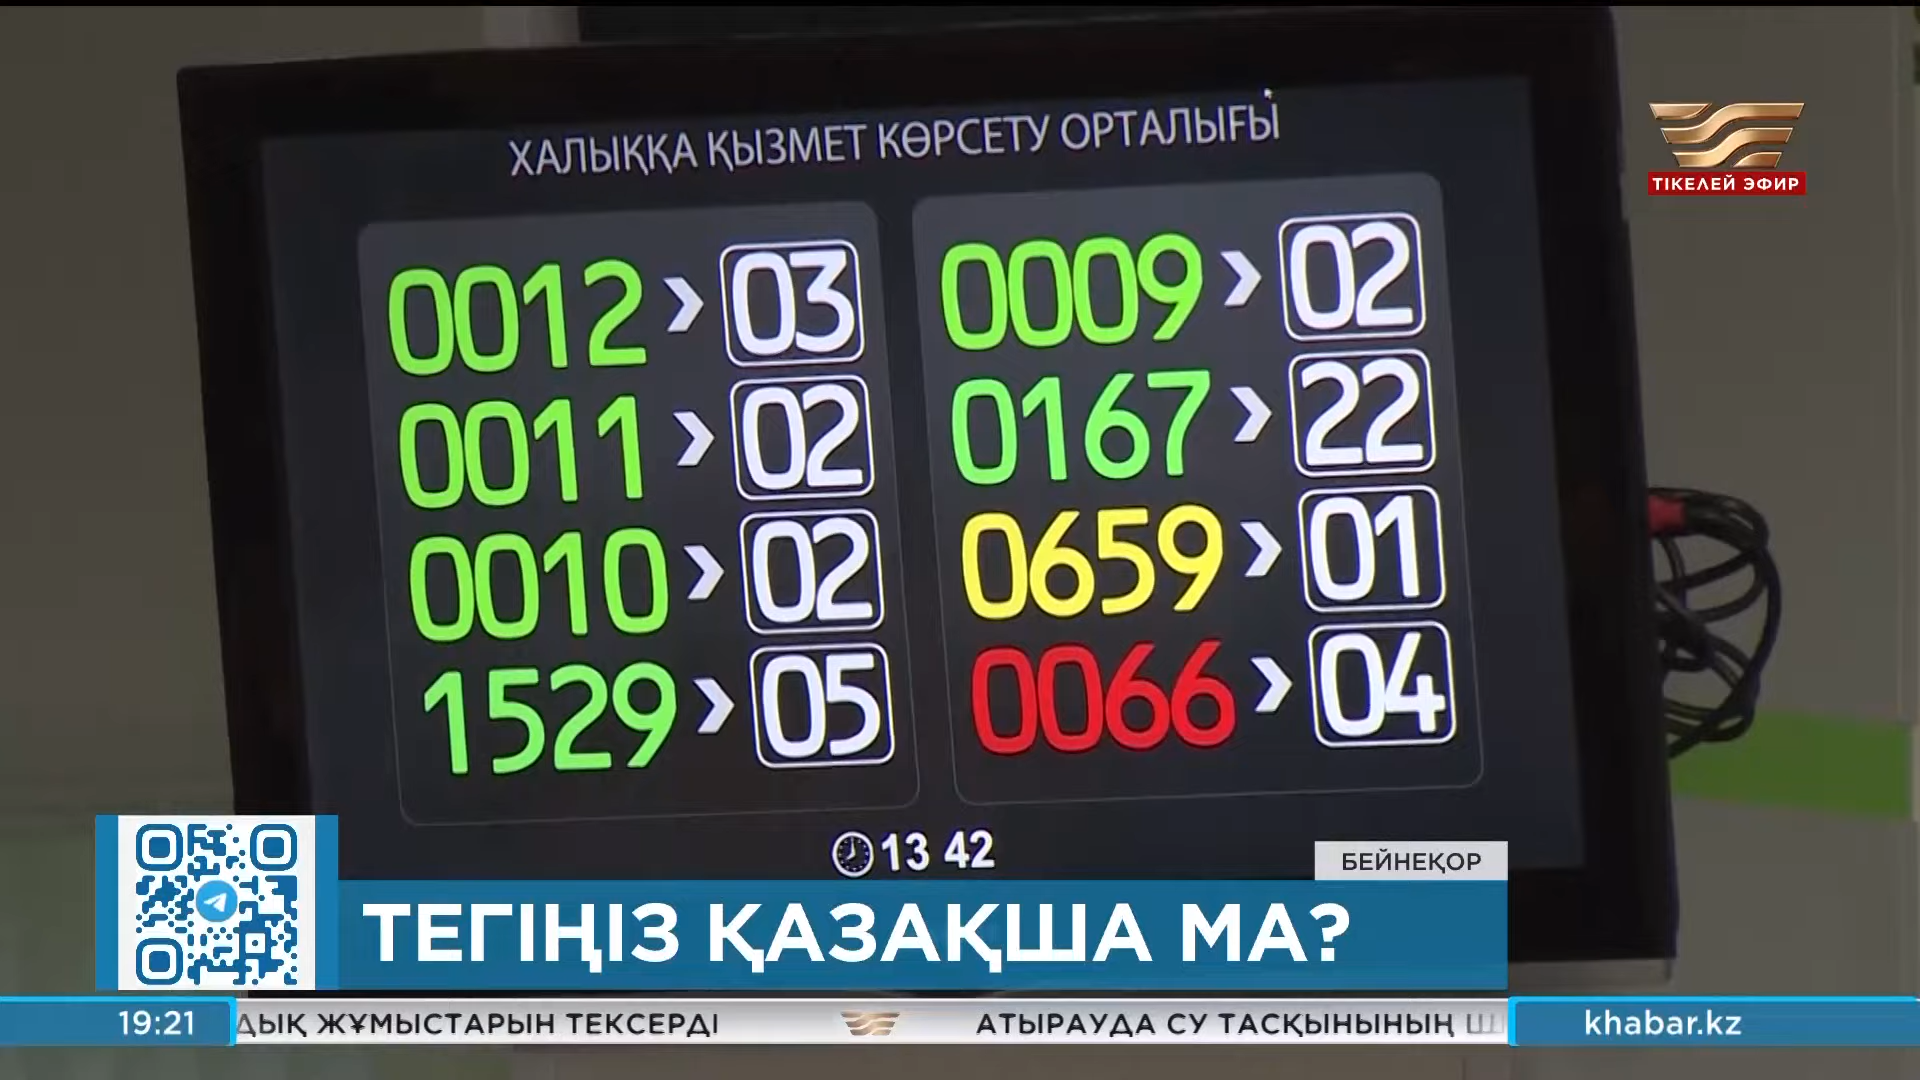 ХАЛЫҚҚА ҚЫЗМЕТ КӨРСЕТУ ОРТАЛЫҒЫ
ТІКЕЛЕЙ ЭФИР
0012 > 03
0011 > 02
0010 > 02
1529 > 05
0009 > 02
0167 > 22
0659 > 01
0066 > 04
13 42
БЕЙНЕҚОР
ТЕГІҢІЗ ҚАЗАҚША МА?
19:21
ДЫҚ ЖҰМЫСТАРЫН ТЕКСЕРДІ
АТЫРАУДА СУ ТАСҚЫНЫНЫҢ
khabar.kz